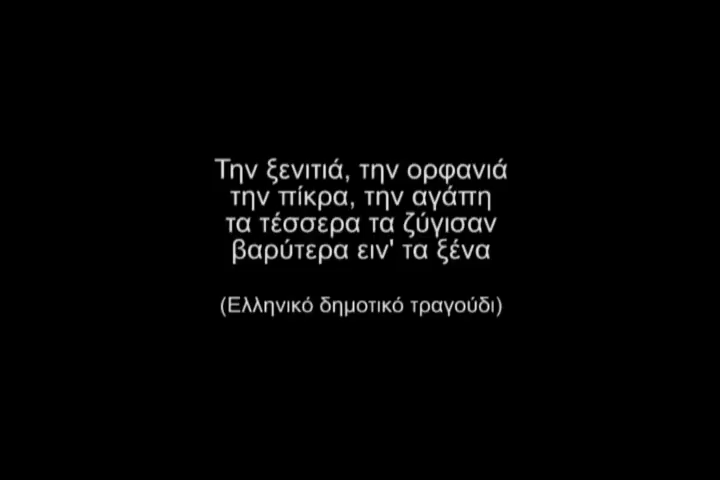 Την ξενιτιά, την ορφανιά
την πίκρα, την αγάπη
τα τέσσερα τα ζύγισαν
βαρύτερα ειν' τα ξένα
(Ελληνικό δημοτικό τραγούδι)